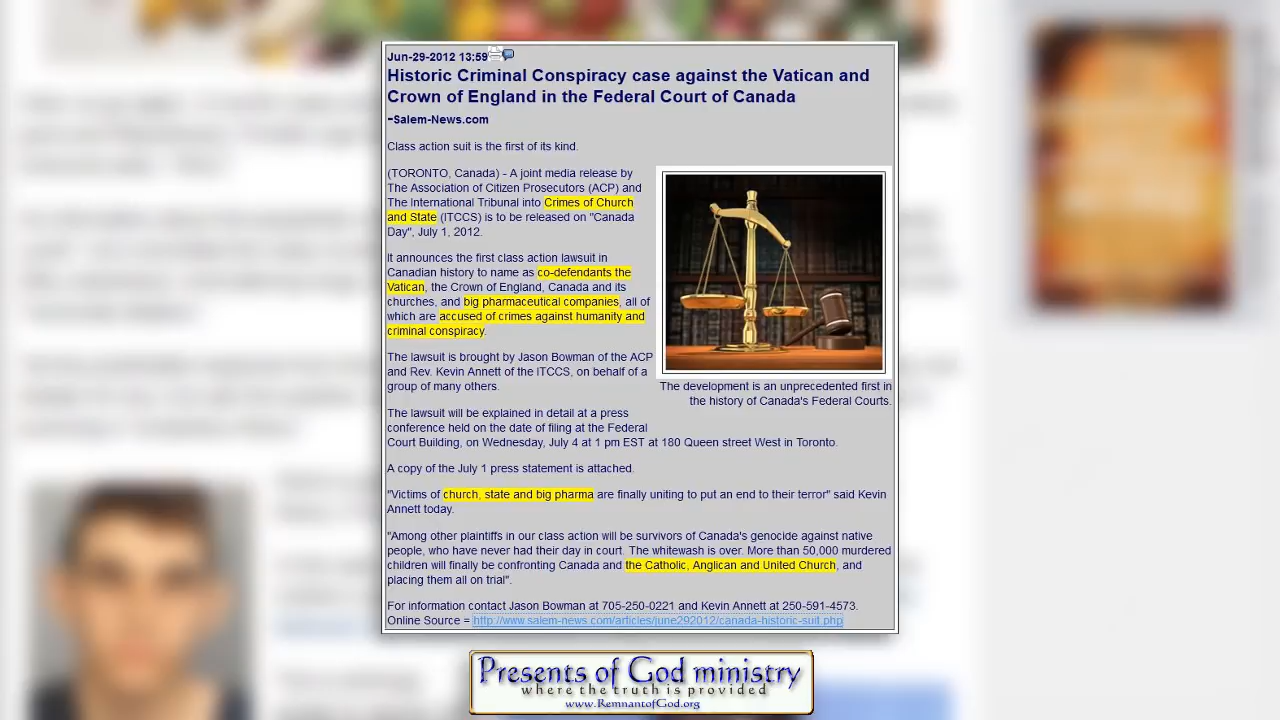 Jun-29-2012 13:59
Historic Criminal Conspiracy case against the Vatican and
Crown of England in the Federal Court of Canada
-Salem-News.com
Class action suit is the first of its kind.
(TORONTO, Canada) - A joint media release by
The Association of Citizen Prosecutors (ACP) and
The International Tribunal into Crimes of Church
and State (ITCCS) is to be released on "Canada
Day", July 1, 2012.
It announces the first class action lawsuit in
Canadian history to name as co-defendants the
Vatican, the Crown of England, Canada and its
churches, and big pharmaceutical companies, all of
which are accused of crimes against humanity and
criminal conspiracy.
The lawsuit is brought by Jason Bowman of the ACP
and Rev. Kevin Annett of the ITCCS, on behalf of a
group of many others.
The development is an unprecedented first in
the history of Canada's Federal Courts.
The lawsuit will be explained in detail at a press
conference held on the date of filing at the Federal
Court Building, on Wednesday, July 4 at 1 pm EST at 180 Queen street West in Toronto.
A copy of the July 1 press statement is attached.
"Victims of church, state and big pharma are finally uniting to put an end to their terror" said Kevin
Annett today.
"Among other plaintiffs in our class action will be survivors of Canada's genocide against native
people, who have never had their day in court. The whitewash is over. More than 50,000 murdered
children will finally be confronting Canada and the Catholic, Anglican and United Church, and
placing them all on trial".
For information contact Jason Bowman at 705-250-0221 and Kevin Annett at 250-591-4573.
Online Source = http://www.salem-news.com/articles/june292012/canada-historic-suit.php
Presents of God ministry
where the truth is provided
www.RemnantofGod.org